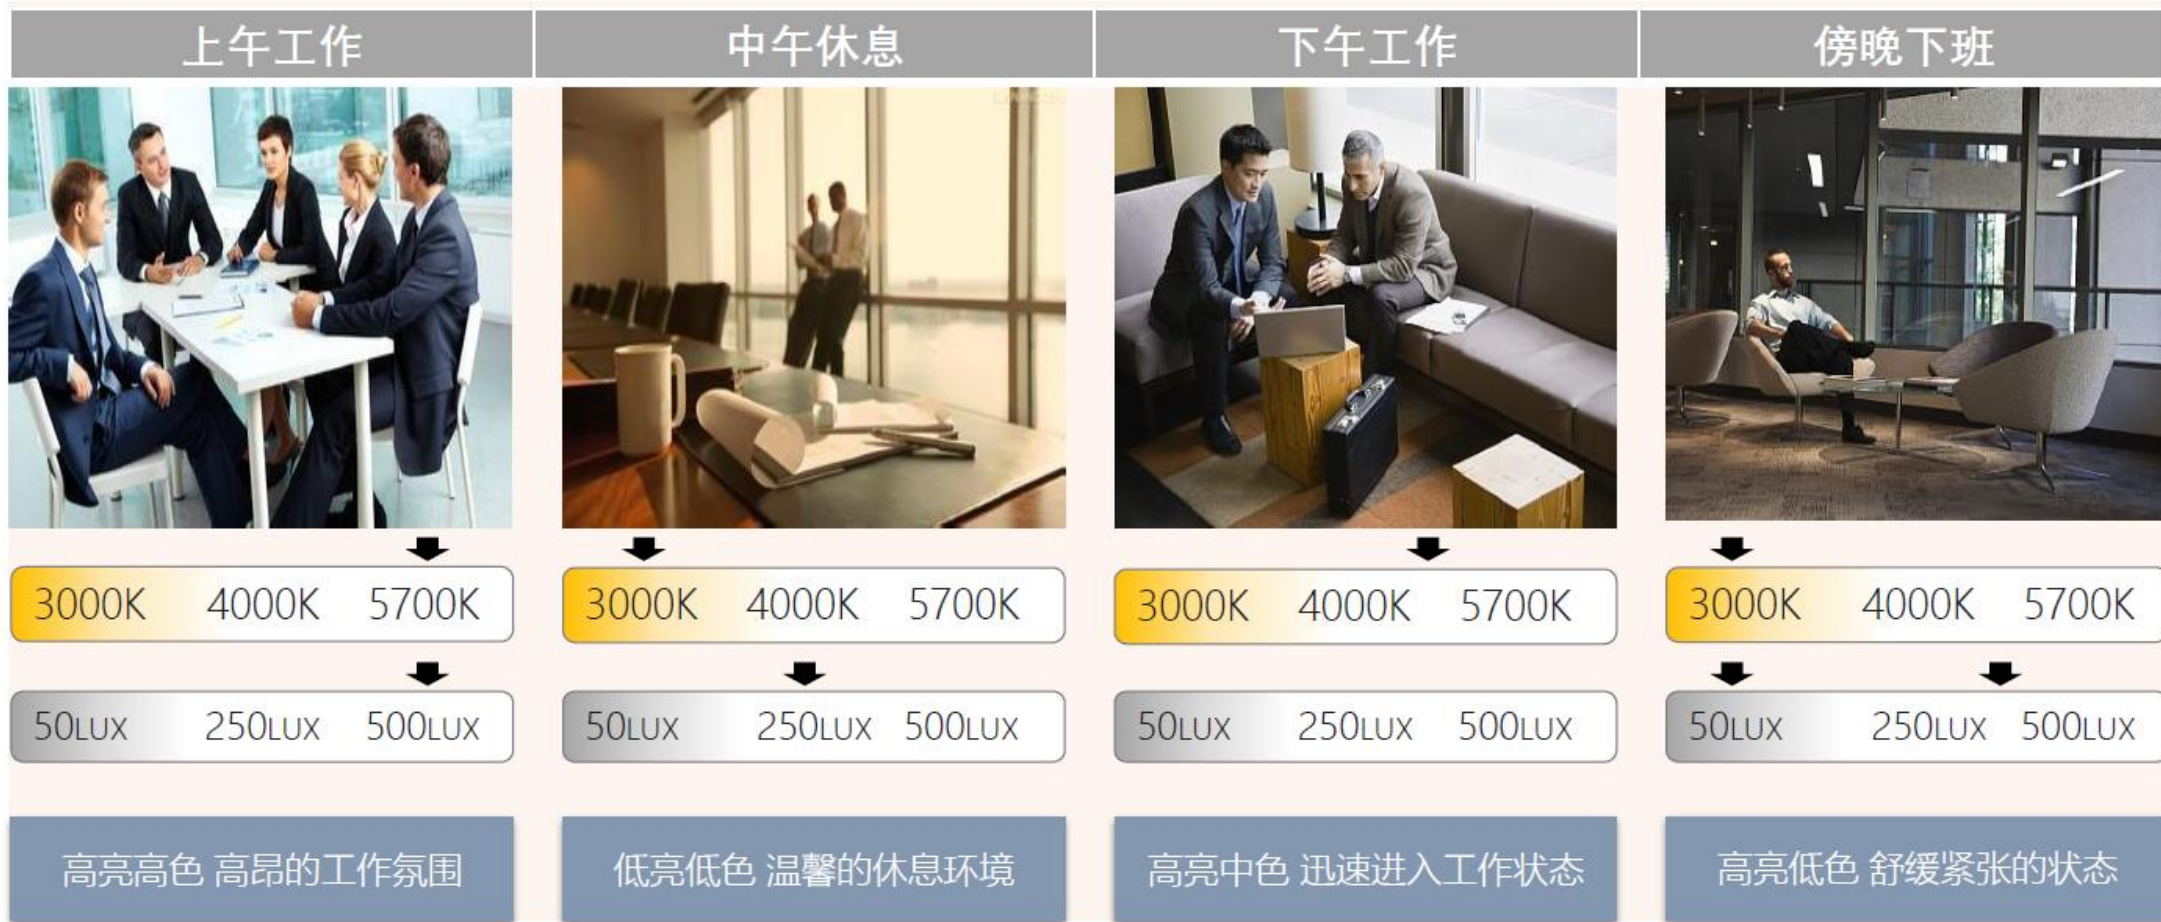 上午工作
中午休息
下午工作
傍晚下班
3000K 4000K 5700K
3000K 4000K 5700K
3000K 4000K 5700K
3000K 4000K 5700K
50LUX 250LUX 500LUX
50LUX 250LUX 500LUX
50LUX 250LUX 500LUX
50LUX 250LUX 500LUX
高亮高色 高昂的工作氛围
低亮低色 温馨的休息环境
高亮中色 迅速进入工作状态
高亮低色 舒缓紧张的状态